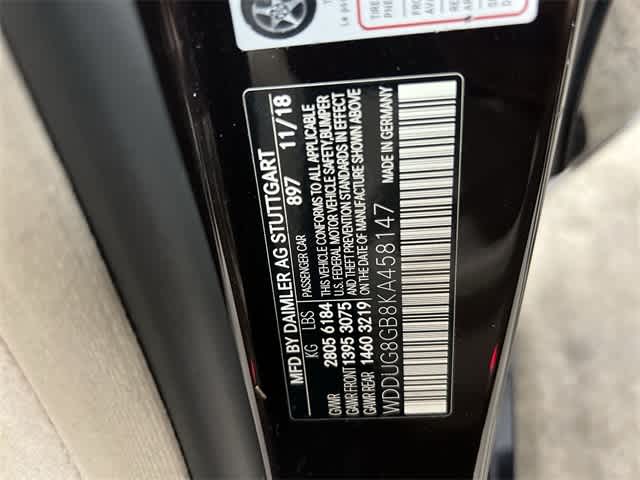 MFD BY DAIMLER AG STUTTGART
PASSENGER CAR 897 11/18
KG LBS
GVWR 2805 6184
GAWR FRONT 1395 3075
GAWR REAR 1460 3219
THIS VEHICLE CONFORMS TO ALL APPLICABLE
U.S. FEDERAL MOTOR VEHICLE SAFETY,BUMPER
AND THEFT PREVENTION STANDARDS IN EFFECT
ON THE DATE OF MANUFACTURE SHOWN ABOVE
WDDUG8GB8KA458147 MADE IN GERMANY